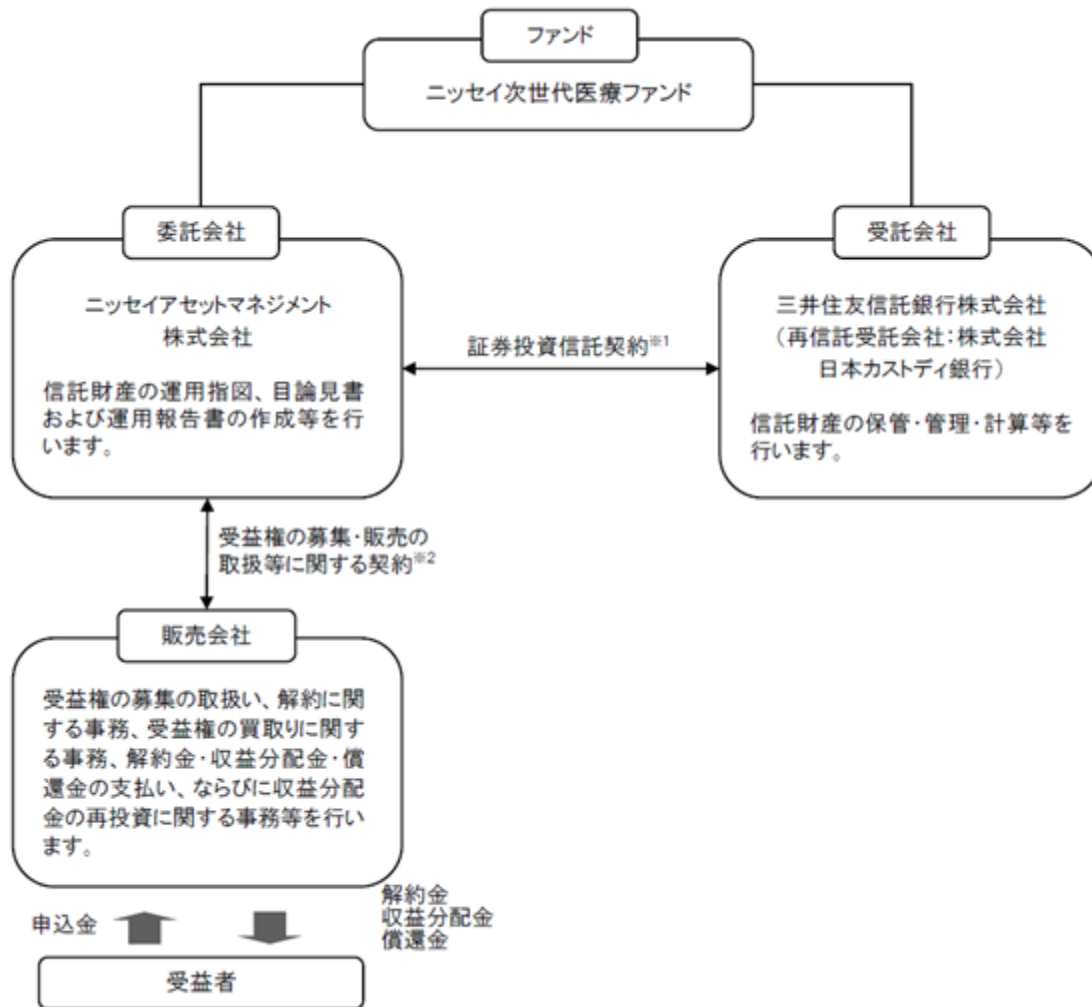 ファンド
ニッセイ次世代医療ファンド
委託会社
ニッセイアセットマネジメント
株式会社
信託財産の運用指図、目論見書
および運用報告書の作成等を行
います。
証券投資信託契約※1
受託会社
三井住友信託銀行株式会社
(再信託受託会社:株式会社
日本カストディ銀行)
信託財産の保管・管理・計算等を
行います。
受益権の募集・販売の
取扱等に関する契約※2
販売会社
受益権の募集の取扱い、解約に関
する事務、受益権の買取りに関す
る事務、解約金・収益分配金・償
還金の支払い、ならびに収益分配
金の再投資に関する事務等を行い
ます。
申込金
解約金
収益分配金
償還金
受益者